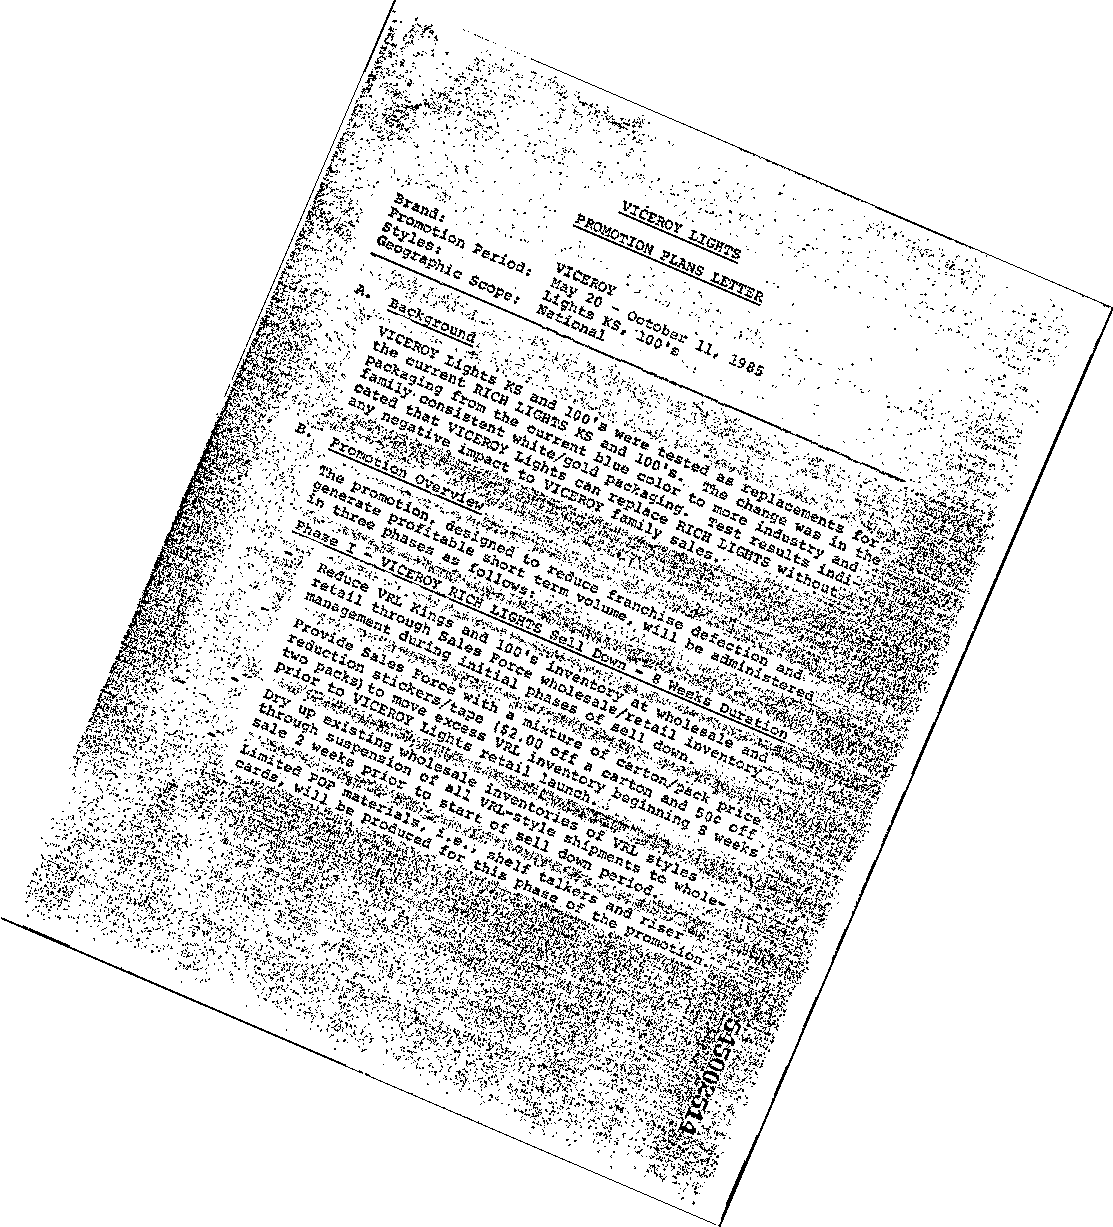 VICEROY LIGHTS
PROMOTION PLANS LETTER
Brand: VICEROY
Promotion Period: May 20 - October 11, 1985
Styles: Lights KS, 100's
Geographic Scope: National
A. Background
VICEROY Lights KS and 100's were tested as replacements for
the current RICH LIGHTS KS and 100's. The change was in the
packaging from the current blue color to more industry and
family consistent white/gold packaging. Test results indi-
cated that VICEROY Lights can replace RICH LIGHTS without
any negative impact to VICEROY family sales.
B. Promotion Overview
The promotion, designed to reduce franchise defection and
generate profitable short term volume, will be administered
in three phases as follows:
Phase I - VICEROY RICH LIGHTS Sell Down - 8 Weeks Duration
Reduce VRL Kings and 100's inventory at wholesale and
retail through Sales Force wholesale/retail inventory
management during initial phases of sell down.
Provide Sales Force with a mixture of carton/pack price
reduction stickers/tape ($2.00 off a carton and 50¢ off
two packs) to move excess VRL inventory beginning 8 weeks
prior to VICEROY Lights retail launch.
Dry up existing wholesale inventories of VRL styles
through suspension of all VRL-style shipments to whole-
sale 2 weeks prior to start of sell down period.
Limited POP materials, i.e., shelf talkers and riser
cards, will be produced for this phase of the promotion.
545002514